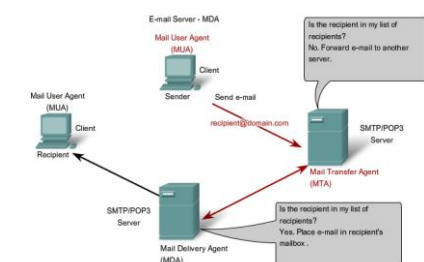 E-mail Server - MDA
Mail User Agent
(MUA)
Client
Sender
Send e-mail
recipient@domain.com
Is the recipient in my list of
recipients?
No. Forward e-mail to another
server.
SMTP/POP3
Server
Mail Transfer Agent
(MTA)
Mail User Agent
(MUA)
Client
Recipient
SMTP/POP3
Server
Mail Delivery Agent
(MDA)
Is the recipient in my list of
recipients?
Yes. Place e-mail in recipient's
mailbox .